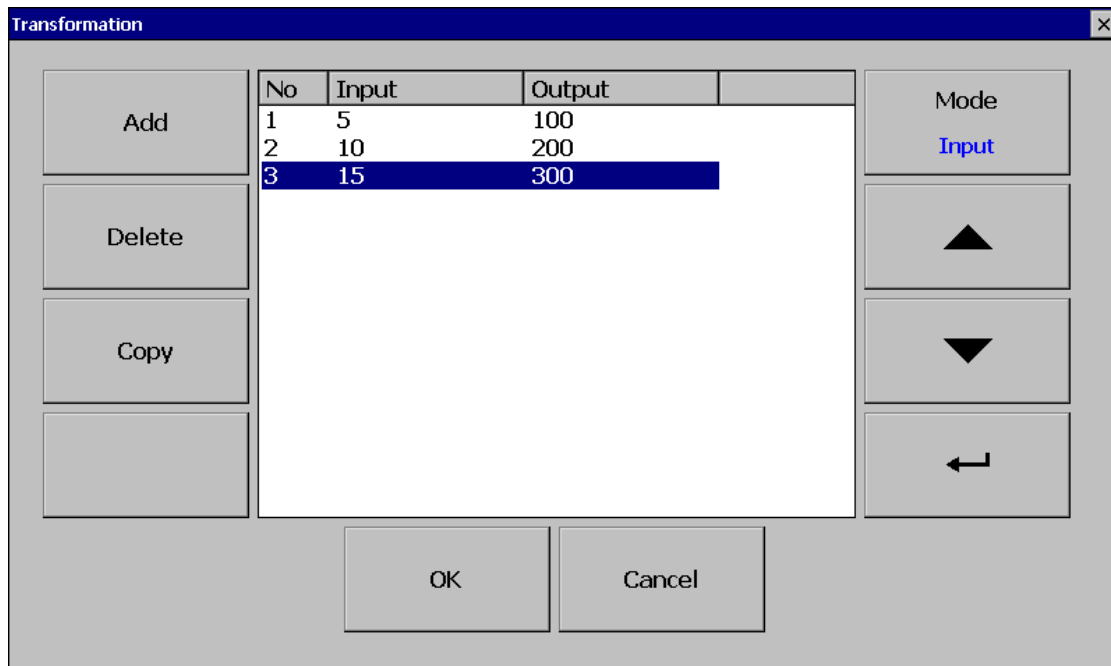 Transformation
Add
Delete
Copy
No Input Output
1 5 100
2 10 200
3 15 300
Mode
Input
OK
Cancel